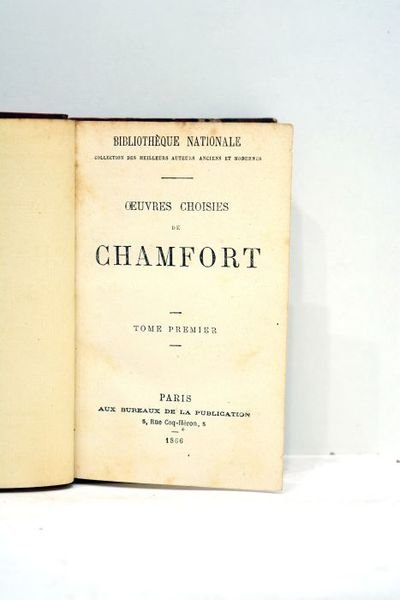 BIBLIOTHÈQUE NATIONALE
COLLECTION DES MEILLEURS AUTEURS ANCIENS ET MODERNES
ŒUVRES CHOISIES
DE
CHAMFORT
TOME PREMIER
PARIS
AUX BUREAUX DE LA PUBLICATION
5, Rue Coq-Héron, 5
1866